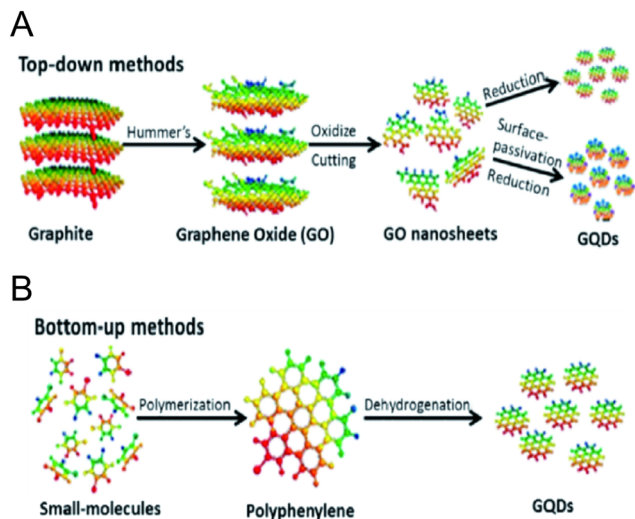 A
Top-down methods
Hummer's
Oxidize
Cutting
Reduction
Surface-
passivation
Reduction
Graphite
Graphene Oxide (GO)
GO nanosheets
GQDs
B
Bottom-up methods
Polymerization
Dehydrogenation
Small-molecules
Polyphenylene
GQDs